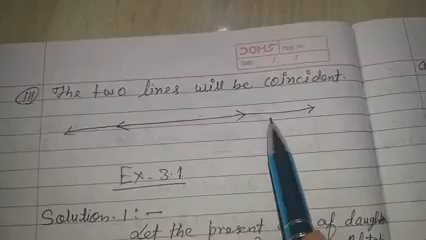 DOMS
Page No.
Date / /
(III) The two lines will be coincident.
Ex-3.1
Solution.1:-
Let the present of daught